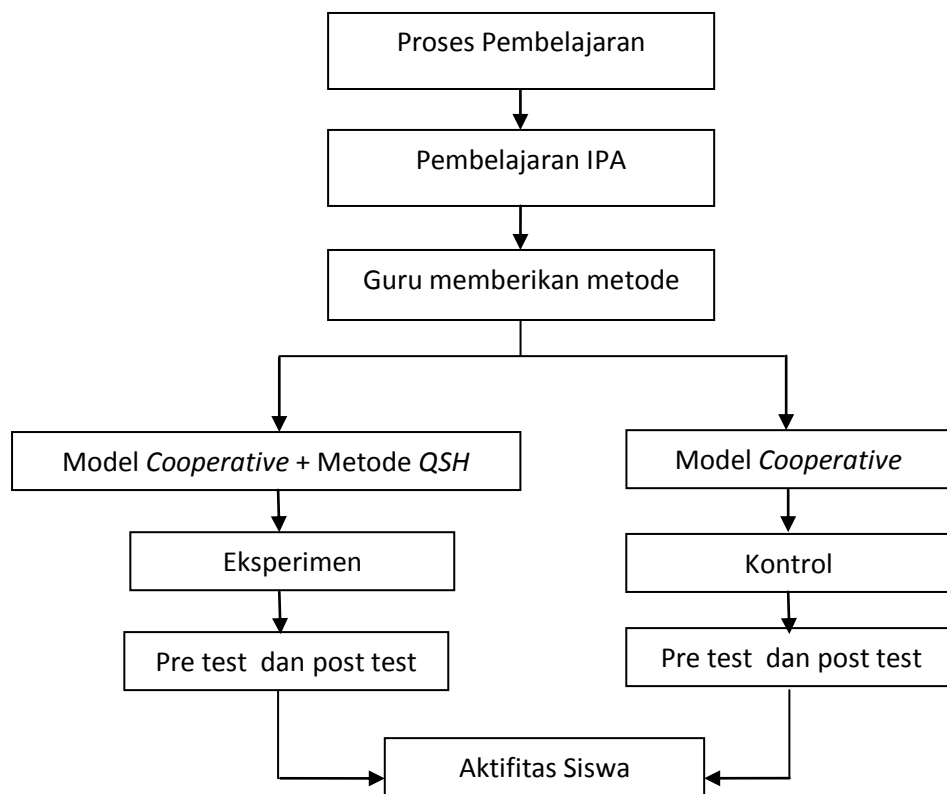 Proses Pembelajaran
Pembelajaran IPA
Guru memberikan metode
Model Cooperative + Metode QSH
Model Cooperative
Eksperimen
Kontrol
Pre test dan post test
Pre test dan post test
Aktifitas Siswa